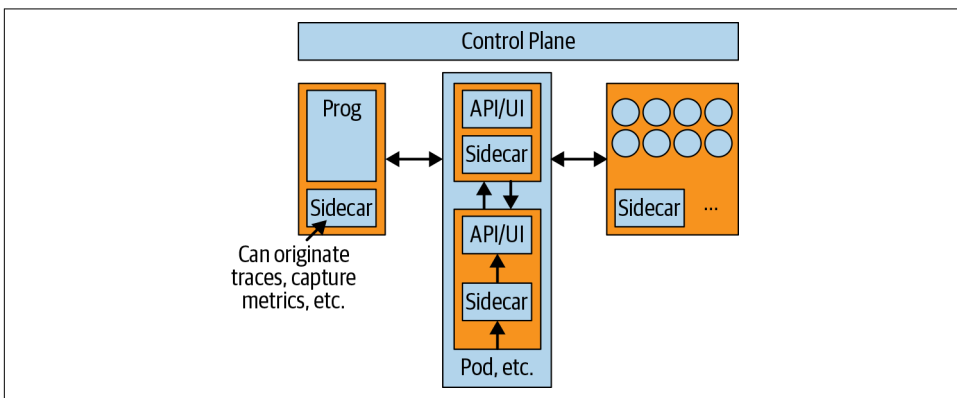 Control Plane
Prog
Sidecar
Can originate
traces, capture
metrics, etc.
API/UI
Sidecar
API/UI
Sidecar
Pod, etc.
Sidecar
...